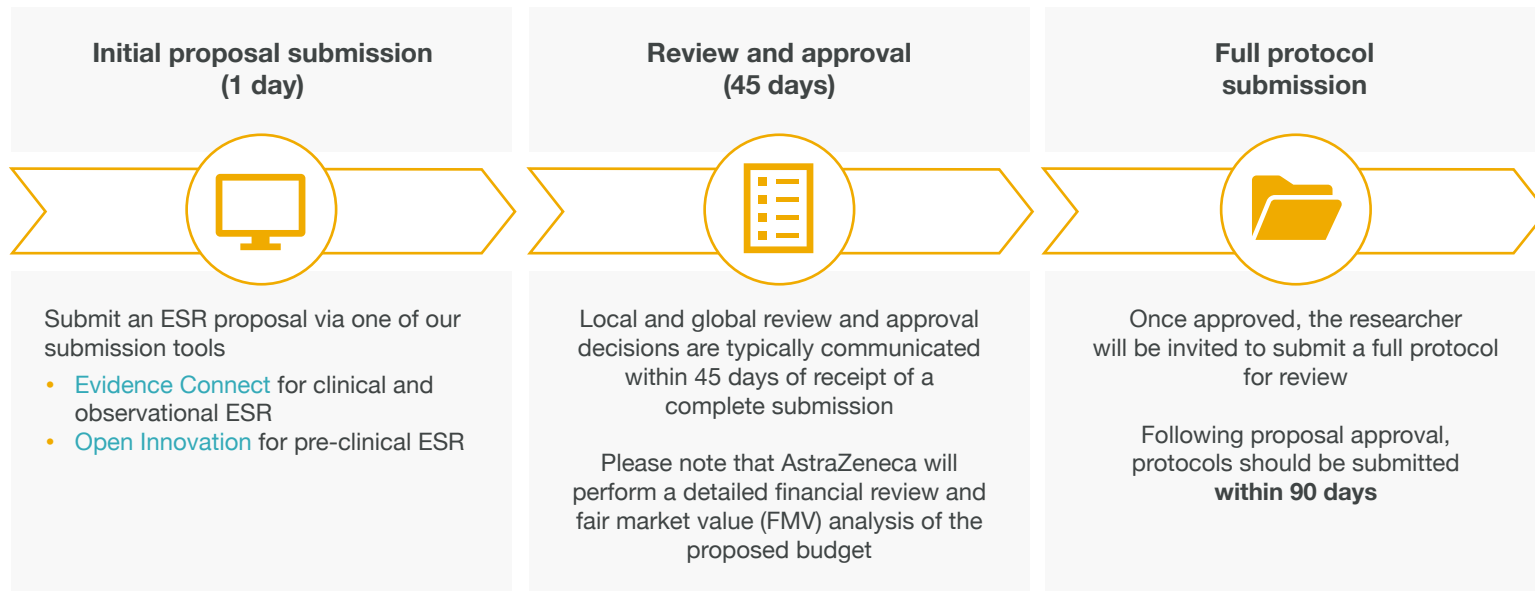 Initial proposal submission
(1 day)
Submit an ESR proposal via one of our
submission tools
• Evidence Connect for clinical and
observational ESR
• Open Innovation for pre-clinical ESR
Review and approval
(45 days)
Local and global review and approval
decisions are typically communicated
within 45 days of receipt of a
complete submission
Please note that AstraZeneca will
perform a detailed financial review and
fair market value (FMV) analysis of the
proposed budget
Full protocol
submission
Once approved, the researcher
will be invited to submit a full protocol
for review
Following proposal approval,
protocols should be submitted
within 90 days